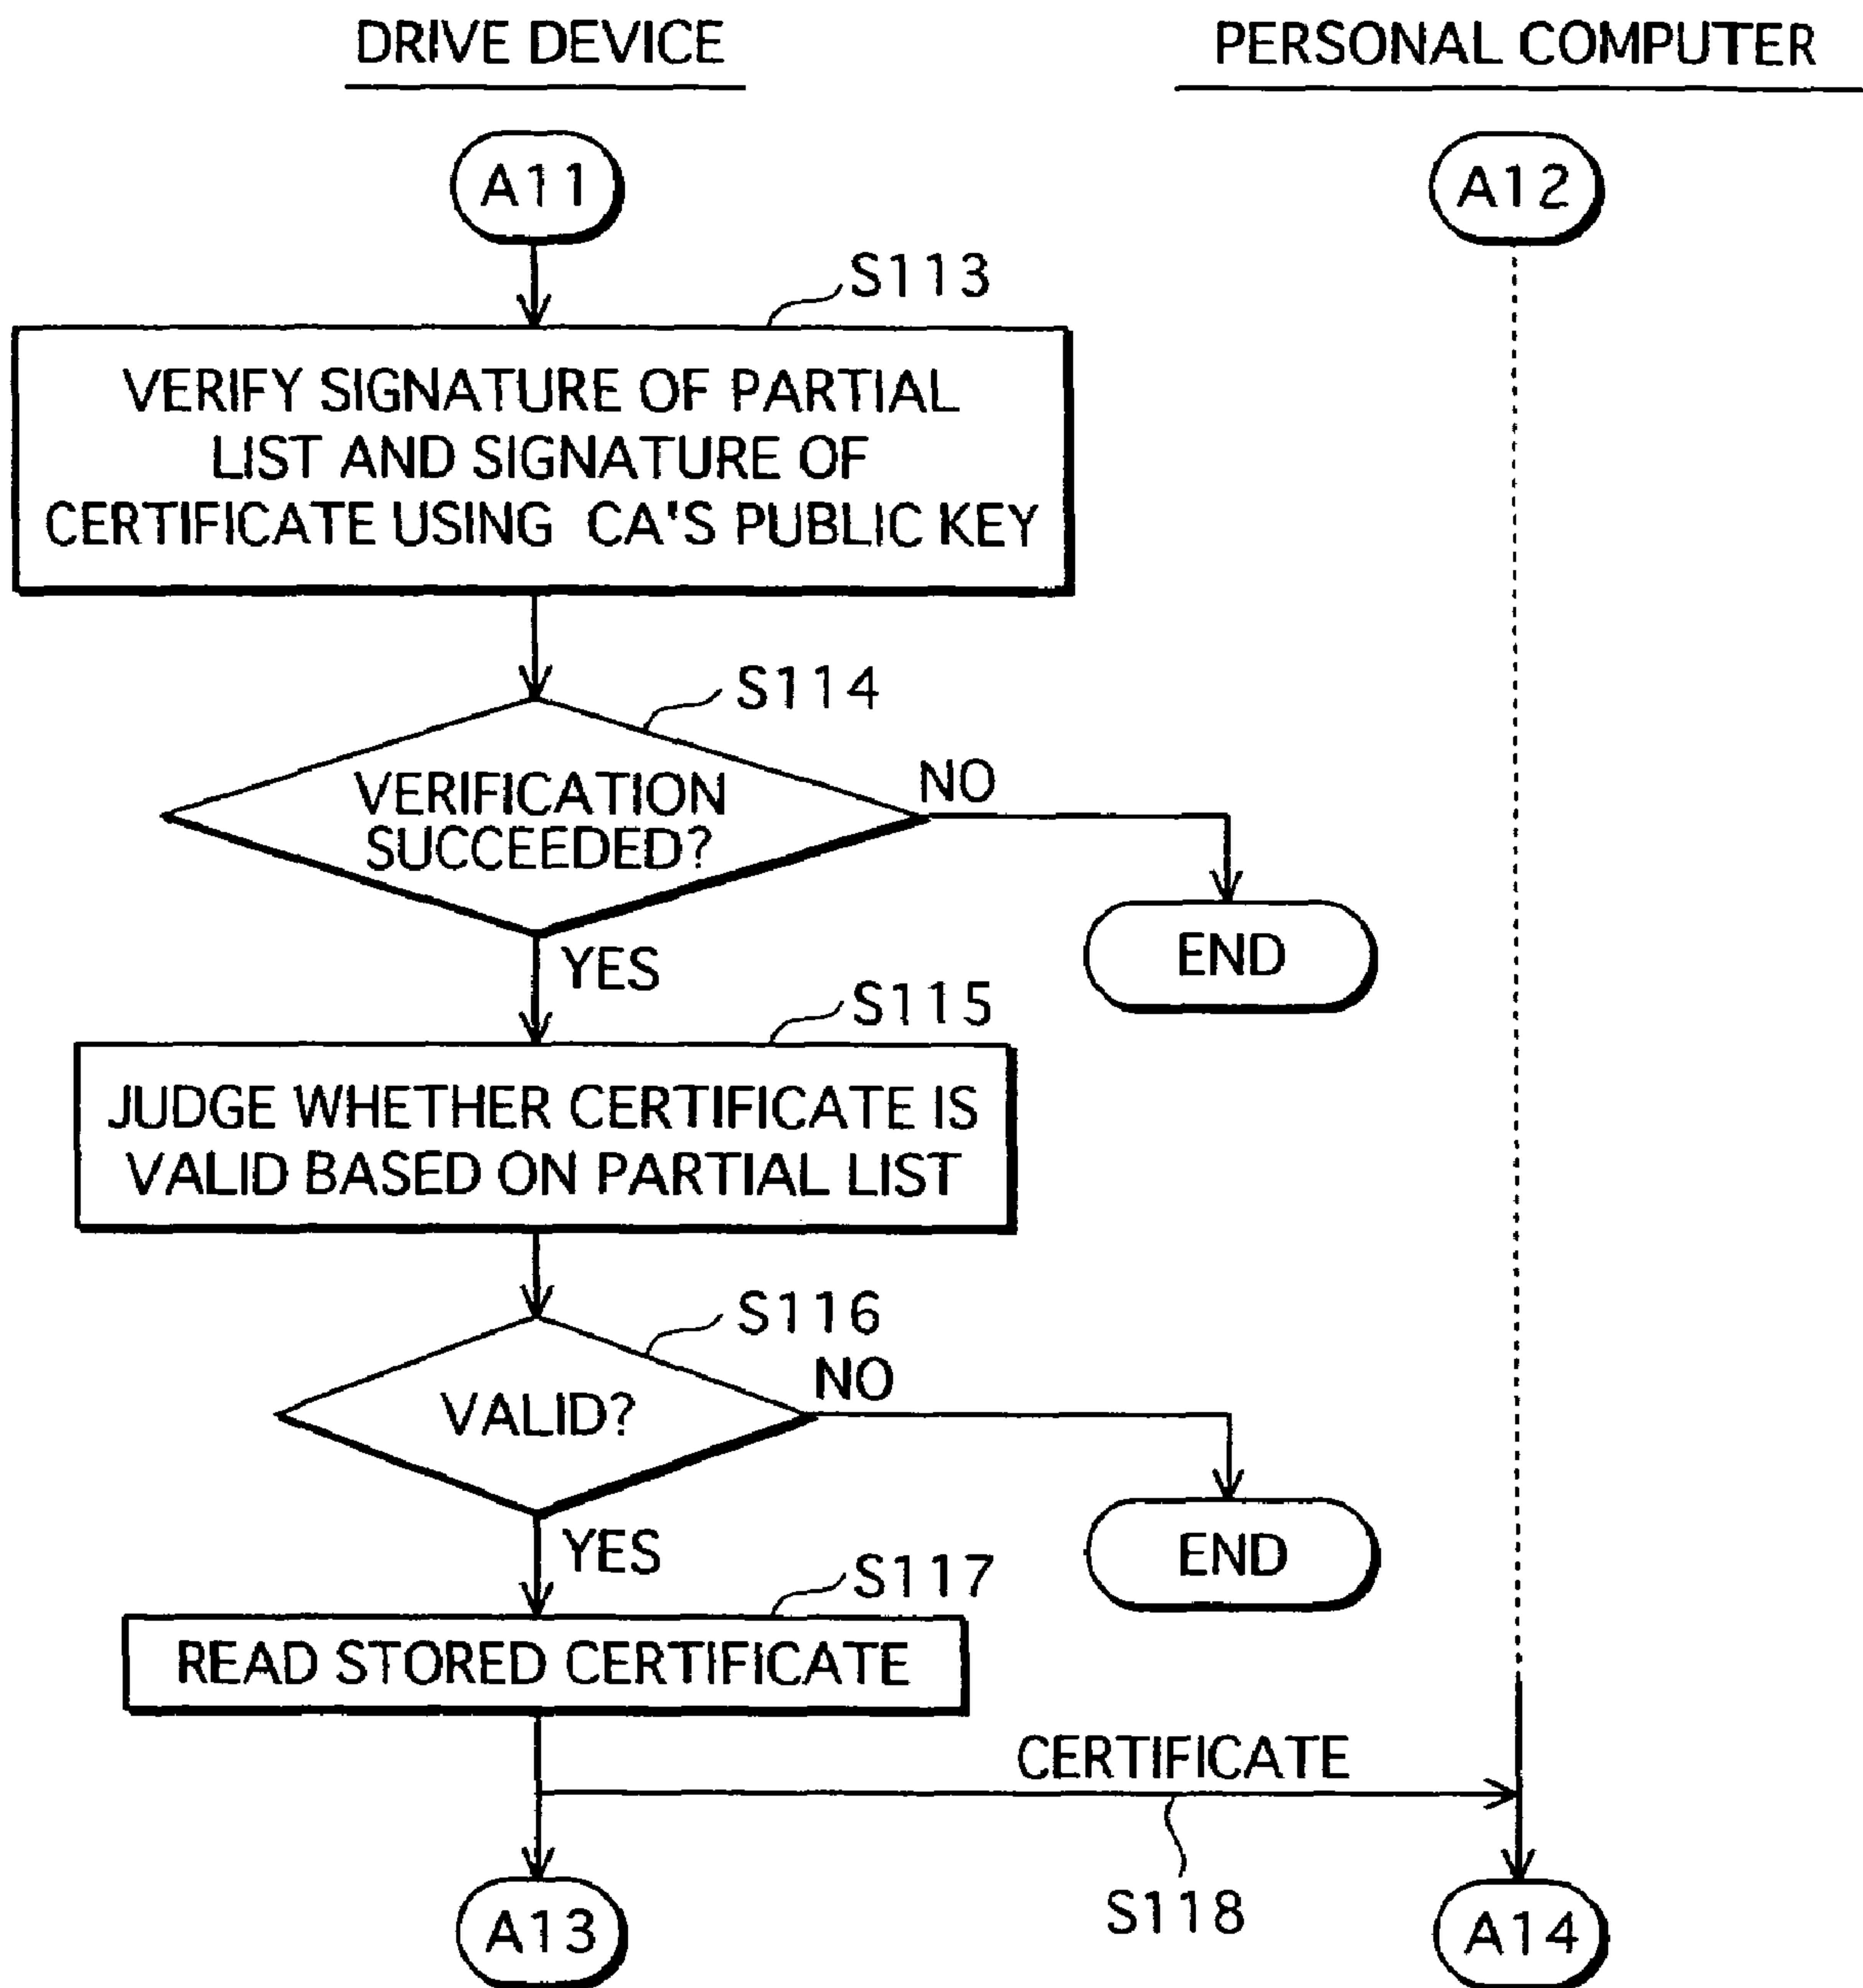 DRIVE DEVICE
PERSONAL COMPUTER
A11
A12
S113
VERIFY SIGNATURE OF PARTIAL
LIST AND SIGNATURE OF
CERTIFICATE USING CA'S PUBLIC KEY
S114
VERIFICATION
SUCCEEDED?
NO
END
YES
S115
JUDGE WHETHER CERTIFICATE IS
VALID BASED ON PARTIAL LIST
S116
VALID?
NO
END
YES
S117
READ STORED CERTIFICATE
CERTIFICATE
S118
A13
A14